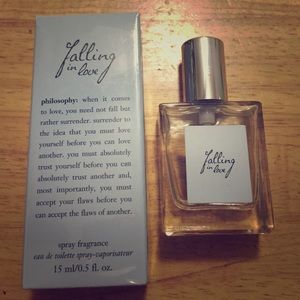 falling
in love
philosophy: when it comes
to love, you need not fall but
rather surrender. surrender to
the idea that you must love
yourself before you can love
another. you must absolutely
trust yourself before you can
absolutely trust another and,
most importantly, you must
accept your flaws before you
can accept the flaws of another.
spray fragrance
eau de toilette spray-vaporisateur
15 ml/0.5 fl. oz.
falling
in love